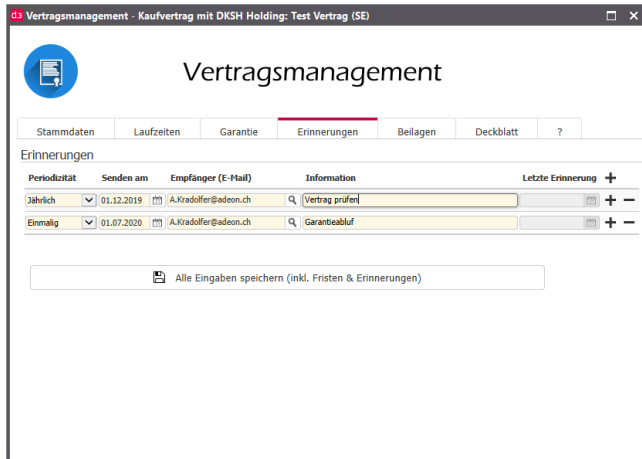 d3 Vertragsmanagement - Kaufvertrag mit DKSH Holding: Test Vertrag (SE)
Vertragsmanagement
Stammdaten Laufzeiten Garantie Erinnerungen Beilagen Deckblatt ?
Erinnerungen
Periodizität Senden am Empfänger (E-Mail) Information Letzte Erinnerung
Jährlich 01.12.2019 A.Kradolfer@adeon.ch Vertrag prüfen
Einmalig 01.07.2020 A.Kradolfer@adeon.ch Garantieabluf
Alle Eingaben speichern (inkl. Fristen & Erinnerungen)